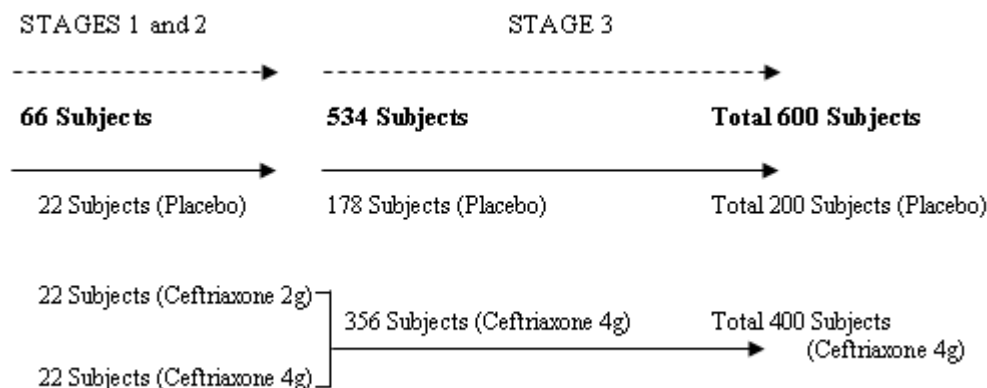 STAGES 1 and 2
STAGE 3
66 Subjects
534 Subjects
Total 600 Subjects
22 Subjects (Placebo)
178 Subjects (Placebo)
Total 200 Subjects (Placebo)
22 Subjects (Ceftriaxone 2g)
356 Subjects (Ceftriaxone 4g)
Total 400 Subjects
(Ceftriaxone 4g)
22 Subjects (Ceftriaxone 4g)